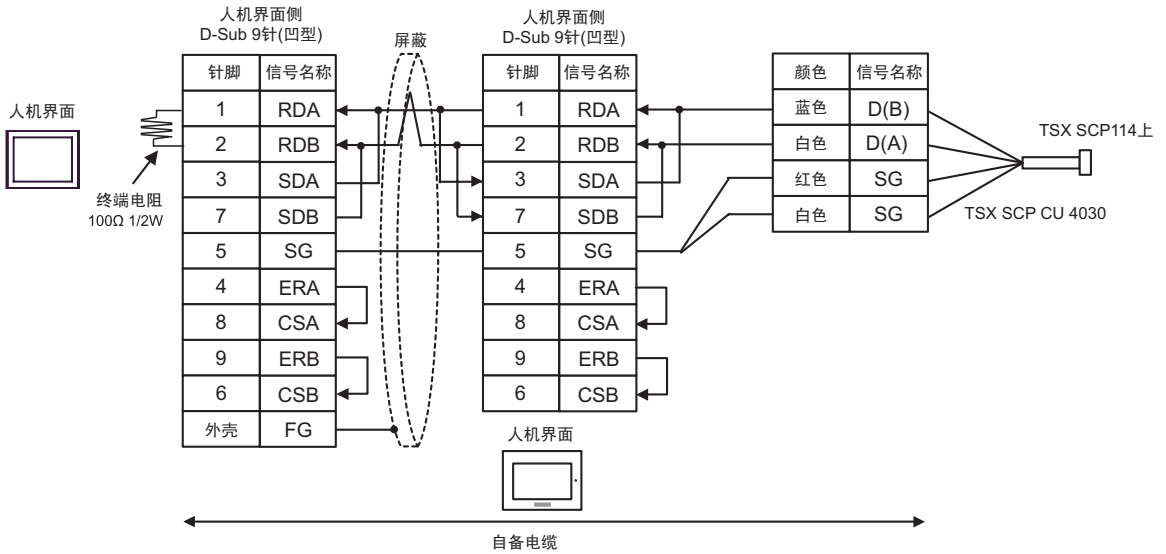 人机界面
终端电阻
100Ω 1/2W
人机界面侧
D-Sub 9针(凹型)
针脚 信号名称
1 RDA
2 RDB
3 SDA
7 SDB
5 SG
4 ERA
8 CSA
9 ERB
6 CSB
外壳 FG
屏蔽
人机界面侧
D-Sub 9针(凹型)
针脚 信号名称
1 RDA
2 RDB
3 SDA
7 SDB
5 SG
4 ERA
8 CSA
9 ERB
6 CSB
人机界面
颜色 信号名称
蓝色 D(B)
白色 D(A)
红色 SG
白色 SG
TSX SCP114上
TSX SCP CU 4030
自备电缆